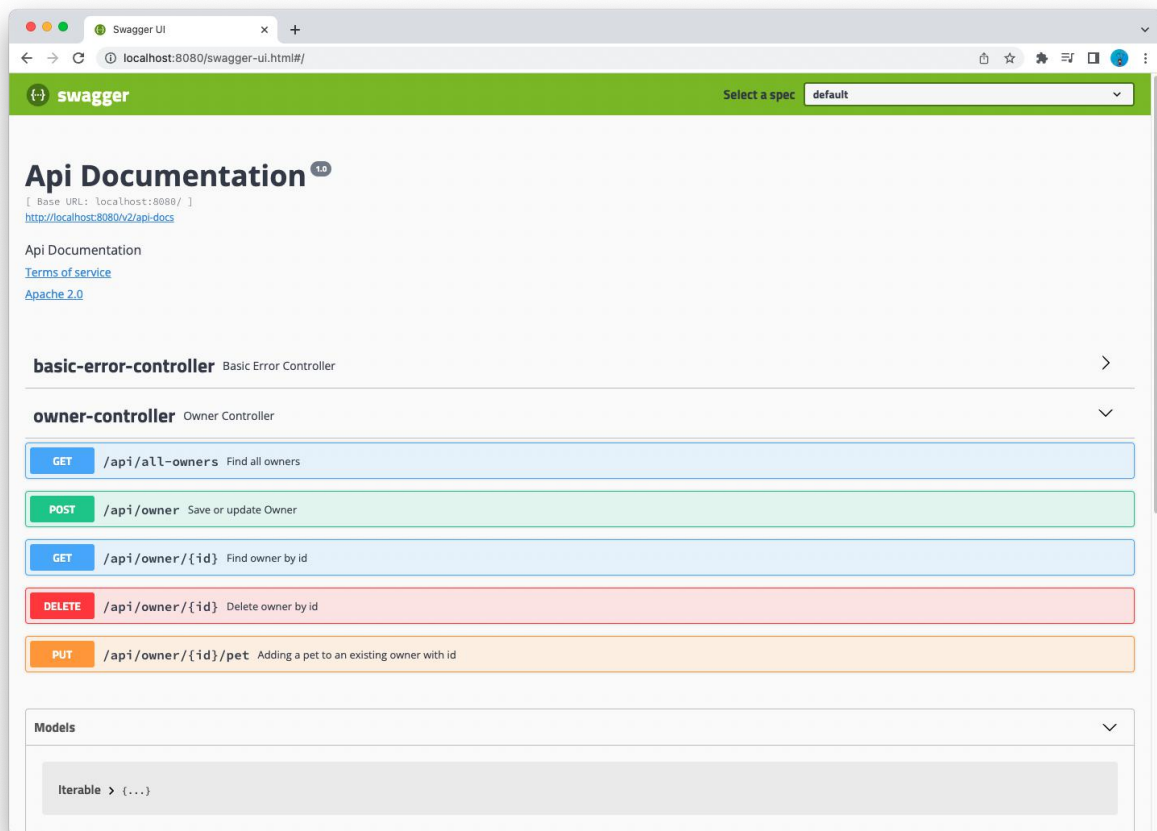 Swagger UI
localhost:8080/swagger-ui.html#/
{··} swagger Select a spec default
Api Documentation 1.0
[ Base URL: localhost:8080/ ]
http://localhost:8080/v2/api-docs
Api Documentation
Terms of service
Apache 2.0
basic-error-controller Basic Error Controller
owner-controller Owner Controller
GET /api/all-owners Find all owners
POST /api/owner Save or update Owner
GET /api/owner/{id} Find owner by id
DELETE /api/owner/{id} Delete owner by id
PUT /api/owner/{id}/pet Adding a pet to an existing owner with id
Models
Iterable > {...}